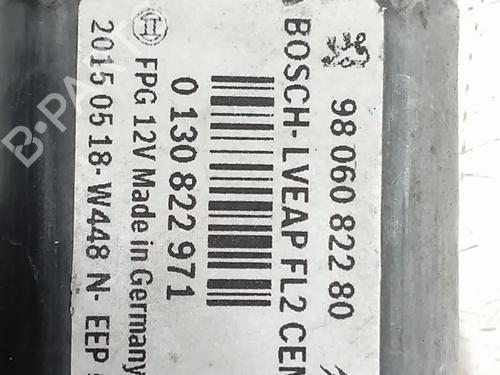 98 060 822 80
BOSCH-LVEAP FL2 CEM
0 130 822 971
FPG 12V Made in Germany
2015 05 18-W448 N- EEP
B-PART